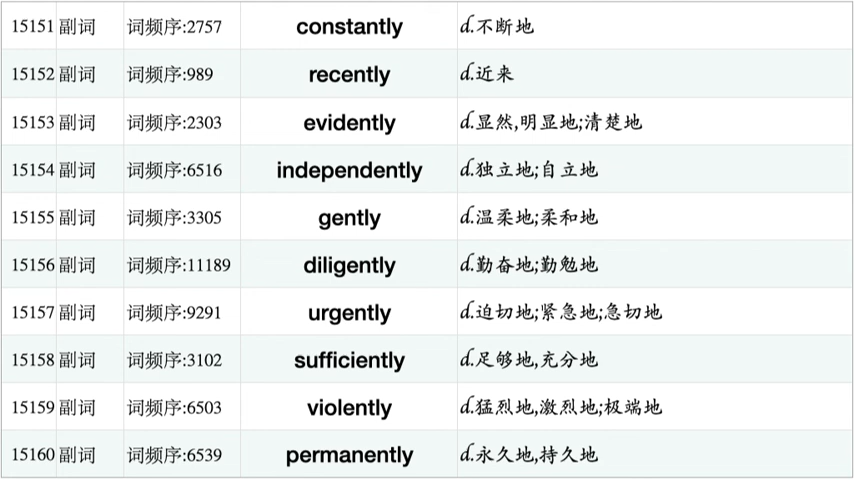 15151 副词 词频序:2757 constantly d.不断地
15152 副词 词频序:989 recently d.近来
15153 副词 词频序:2303 evidently d.显然,明显地;清楚地
15154 副词 词频序:6516 independently d.独立地;自立地
15155 副词 词频序:3305 gently d.温柔地;柔和地
15156 副词 词频序:11189 diligently d.勤奋地;勤勉地
15157 副词 词频序:9291 urgently d.迫切地;紧急地;急切地
15158 副词 词频序:3102 sufficiently d.足够地,充分地
15159 副词 词频序:6503 violently d.猛烈地,激烈地;极端地
15160 副词 词频序:6539 permanently d.永久地,持久地